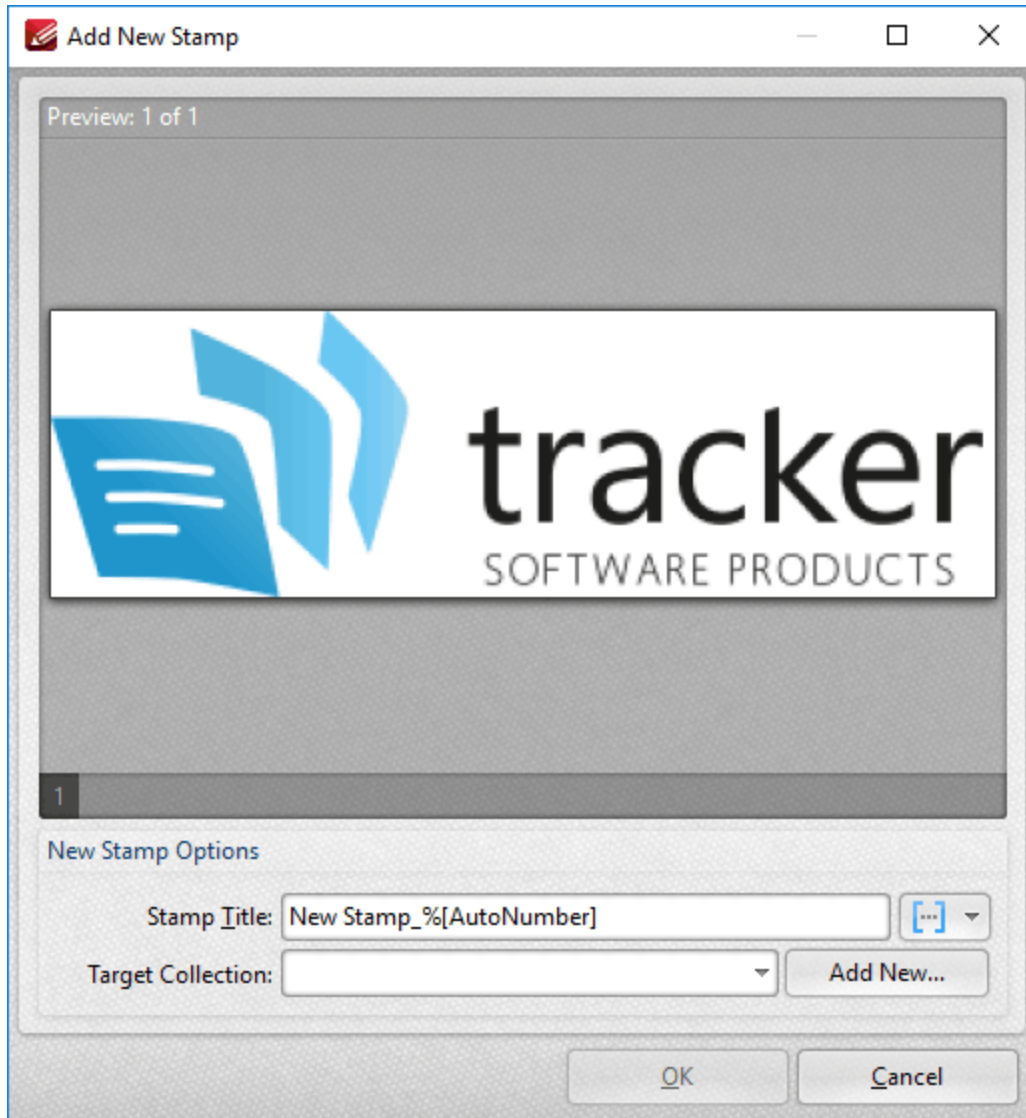 Add New Stamp
Preview: 1 of 1
tracker
SOFTWARE PRODUCTS
1
New Stamp Options
Stamp Title: New Stamp_%[AutoNumber] [...]
Target Collection: Add New...
OK Cancel